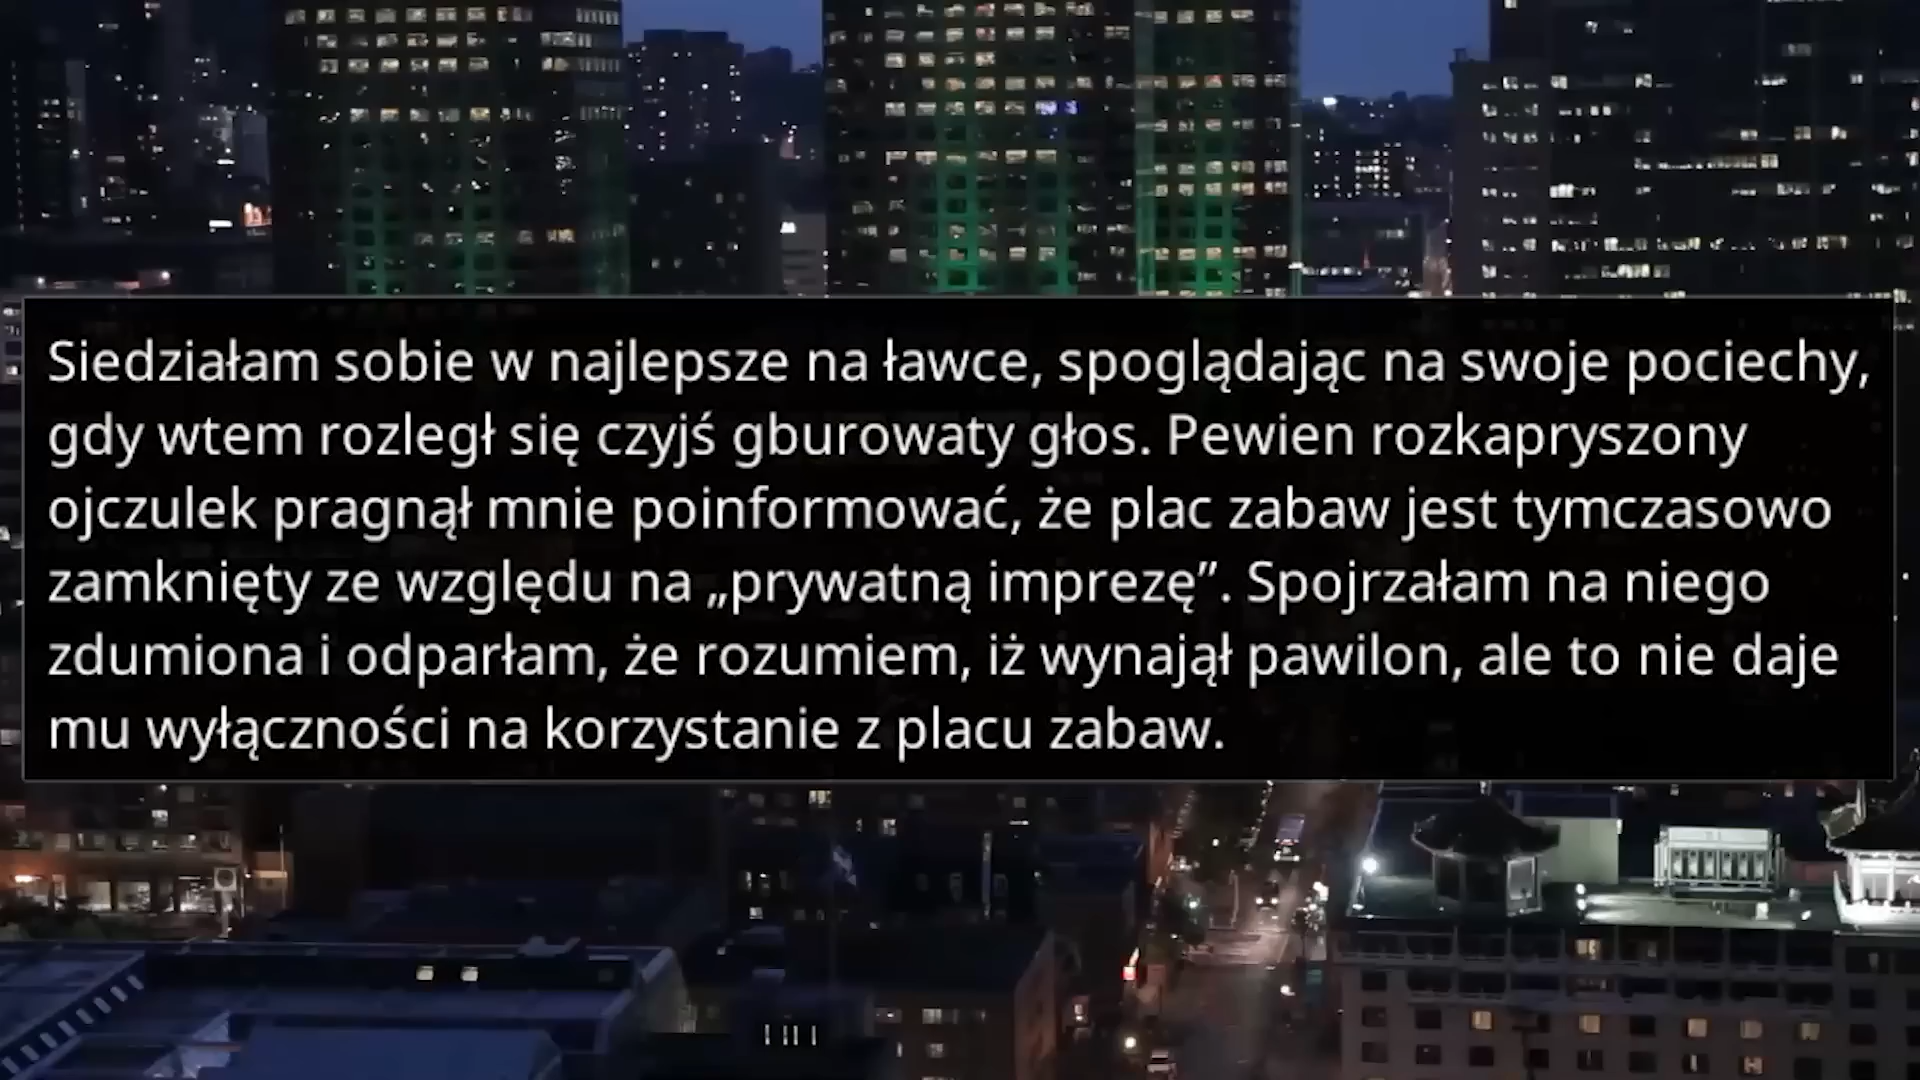 Siedziałam sobie w najlepsze na ławce, spoglądając na swoje pociechy,
gdy wtem rozległ się czyjś gburowaty głos. Pewien rozkapryszony
ojczulek pragnął mnie poinformować, że plac zabaw jest tymczasowo
zamknięty ze względu na „prywatną imprezę”. Spojrzałam na niego
zdumiona i odparłam, że rozumiem, iż wynajął pawilon, ale to nie daje
mu wyłączności na korzystanie z placu zabaw.